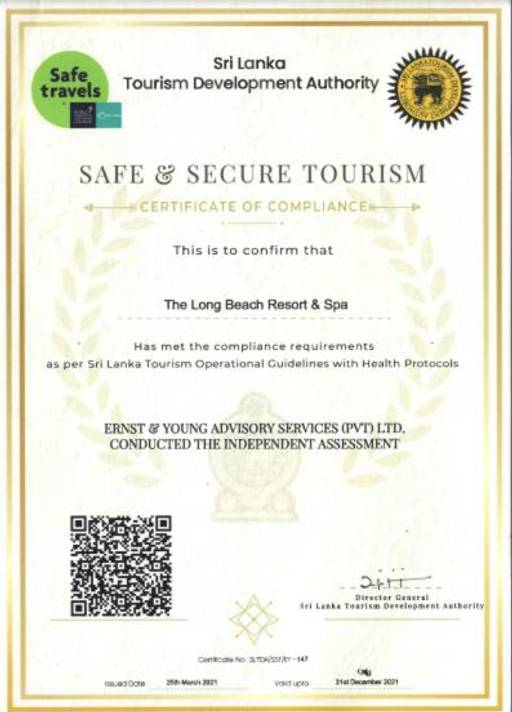 Safe
travels
Sri Lanka
Tourism Development Authority
SAFE & SECURE TOURISM
CERTIFICATE OF COMPLIANCE
This is to confirm that
The Long Beach Resort & Spa
Has met the compliance requirements
as per Sri Lanka Tourism Operational Guidelines with Health Protocols
ERNST & YOUNG ADVISORY SERVICES (PVT) LTD,
CONDUCTED THE INDEPENDENT ASSESSMENT
Director General
Sri Lanka Tourism Development Authority
Certificate No : SLTDA/SST/EY-147
Issued Date 25th March 2021 Valid upto 31st December 2021